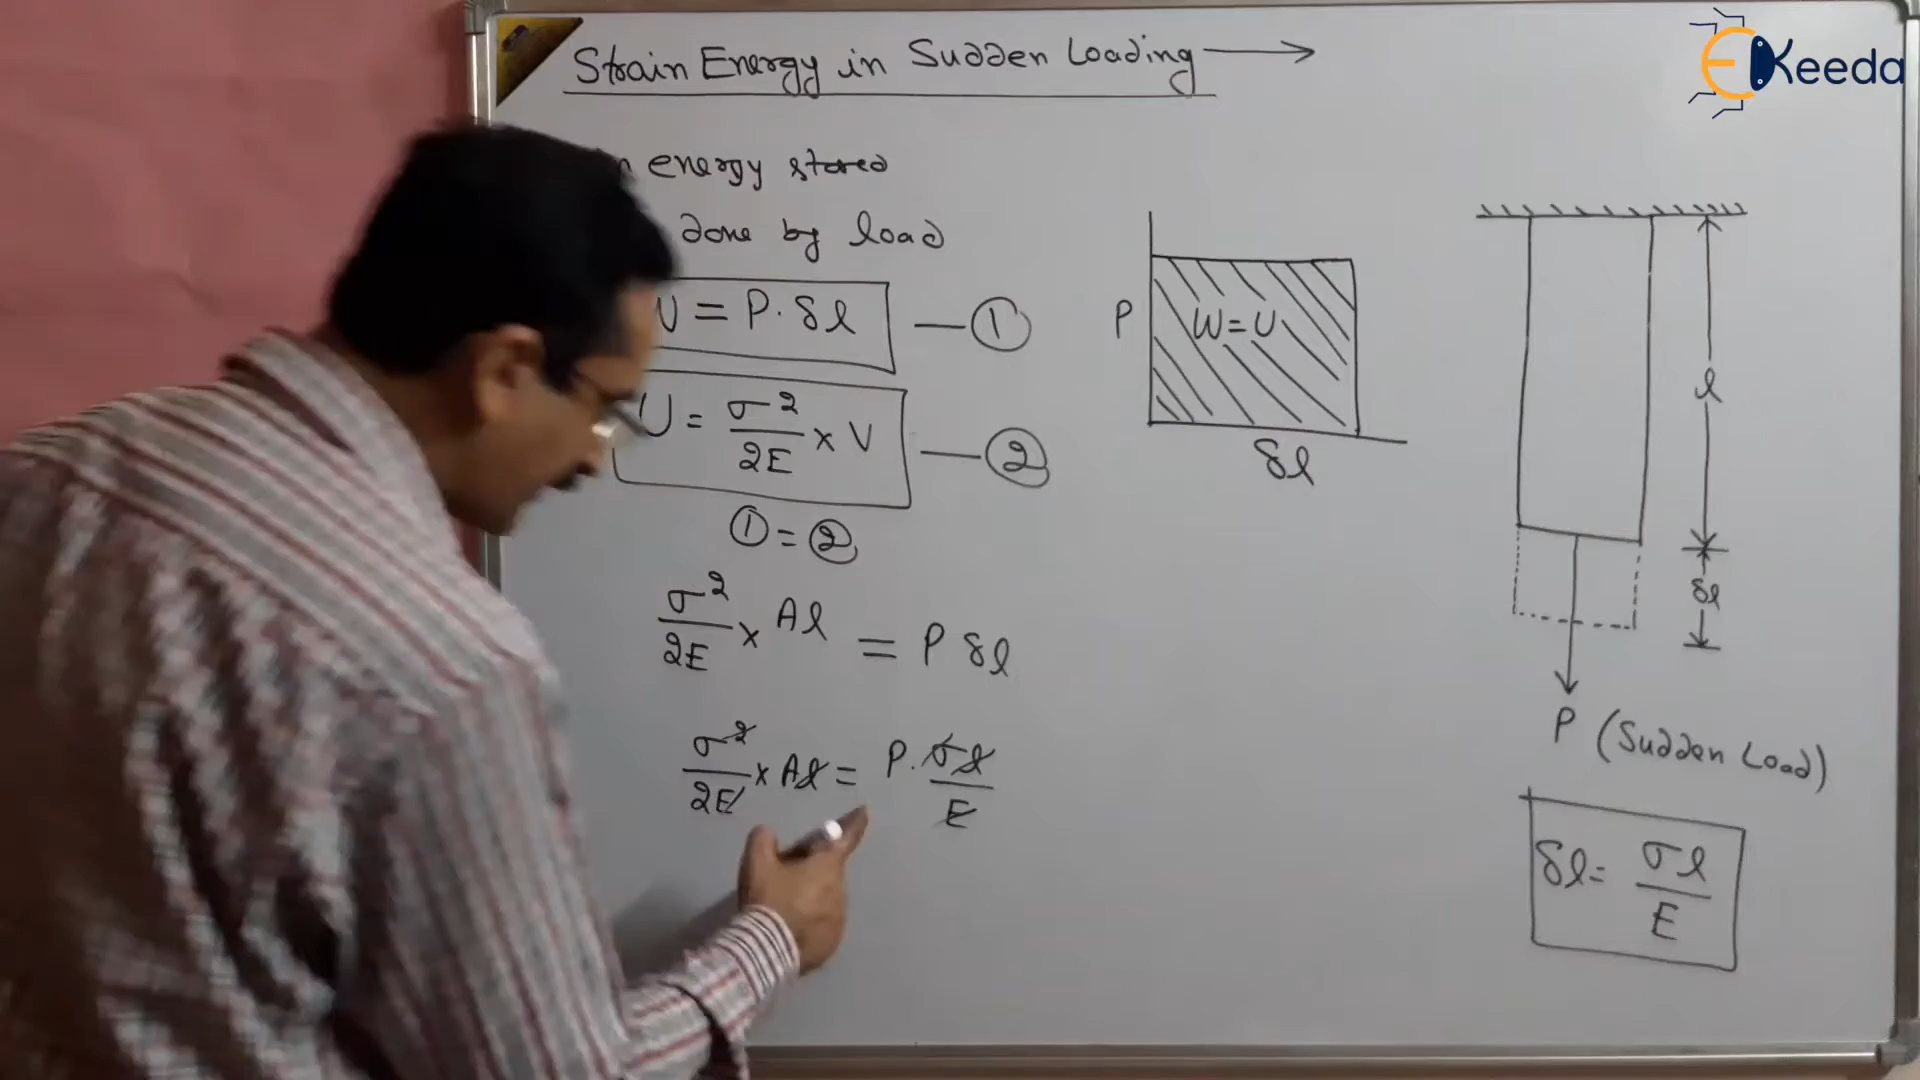 Strain Energy in Sudden Loading →
EKeeda
energy stored
done by load
= P · δl — ①
U = σ² / 2E × V — ②
① = ②
σ² / 2E × Al = P δl
σ² / 2E × Al = P · σl / E
P
W = U
δl
l
δl
P (Sudden Load)
δl = σl / E